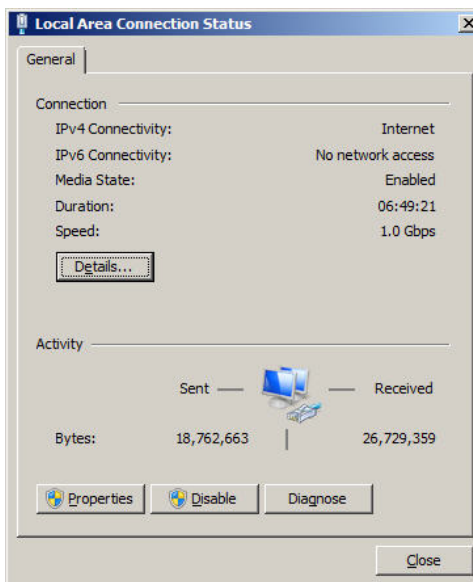 Local Area Connection Status
General
Connection
IPv4 Connectivity: Internet
IPv6 Connectivity: No network access
Media State: Enabled
Duration: 06:49:21
Speed: 1.0 Gbps
Details...
Activity
Sent Received
Bytes: 18,762,663 26,729,359
Properties Disable Diagnose
Close